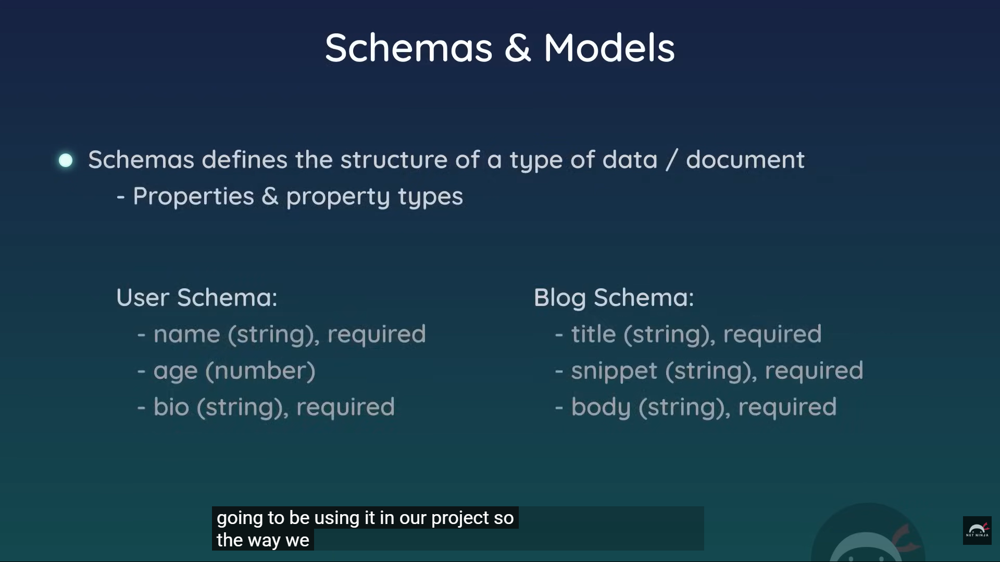 Schemas & Models
Schemas defines the structure of a type of data / document
- Properties & property types
User Schema:
- name (string), required
- age (number)
- bio (string), required
Blog Schema:
- title (string), required
- snippet (string), required
- body (string), required
going to be using it in our project so
the way we
NET NINJA